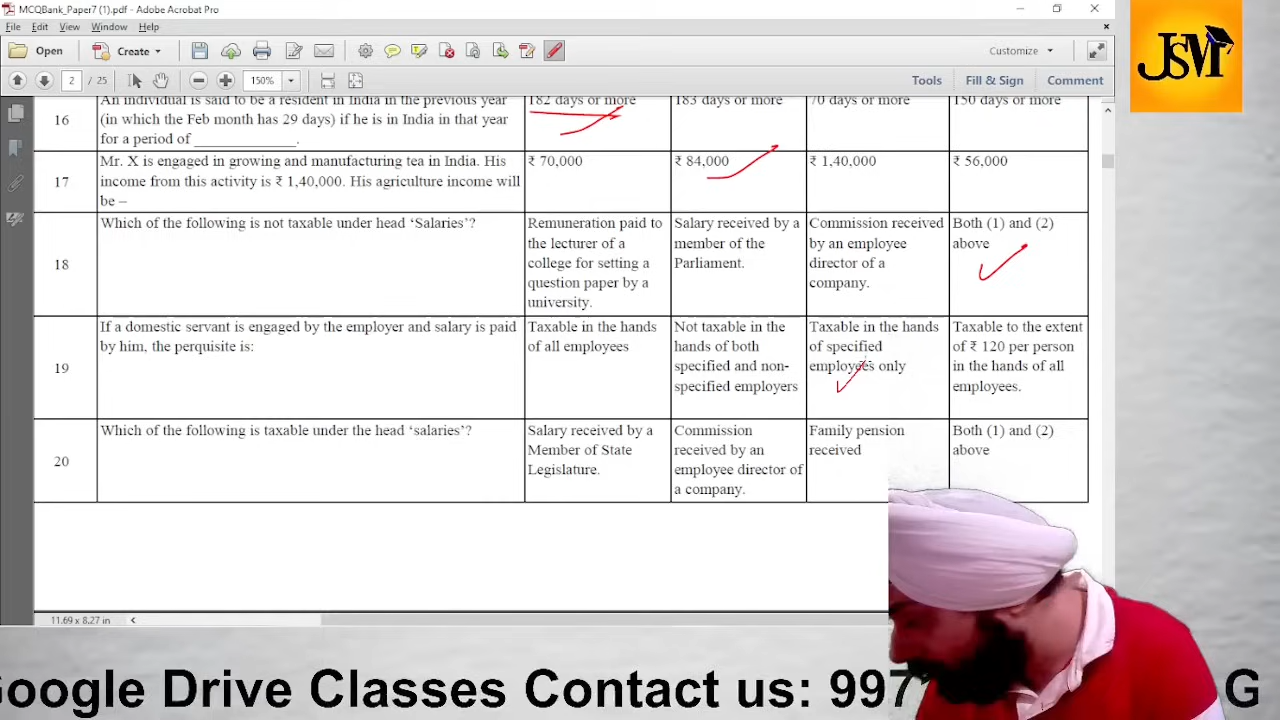 MCQBank_Paper7 (1).pdf - Adobe Acrobat Pro
File Edit View Window Help
Open Create Customize
2 / 25 150% Tools Fill & Sign Comment
JSM
16
An individual is said to be a resident in India in the previous year
(in which the Feb month has 29 days) if he is in India in that year
for a period of ______________.
182 days or more
183 days or more
70 days or more
150 days or more
17
Mr. X is engaged in growing and manufacturing tea in India. His
income from this activity is ₹ 1,40,000. His agriculture income will
be –
₹ 70,000
₹ 84,000
₹ 1,40,000
₹ 56,000
18
Which of the following is not taxable under head ‘Salaries’?
Remuneration paid to
the lecturer of a
college for setting a
question paper by a
university.
Salary received by a
member of the
Parliament.
Commission received
by an employee
director of a
company.
Both (1) and (2)
above
19
If a domestic servant is engaged by the employer and salary is paid
by him, the perquisite is:
Taxable in the hands
of all employees
Not taxable in the
hands of both
specified and non-
specified employers
Taxable in the hands
of specified
employees only
Taxable to the extent
of ₹ 120 per person
in the hands of all
employees.
20
Which of the following is taxable under the head ‘salaries’?
Salary received by a
Member of State
Legislature.
Commission
received by an
employee director of
a company.
Family pension
received
Both (1) and (2)
above
11.69 x 8.27 in
Google Drive Classes Contact us: 997 G